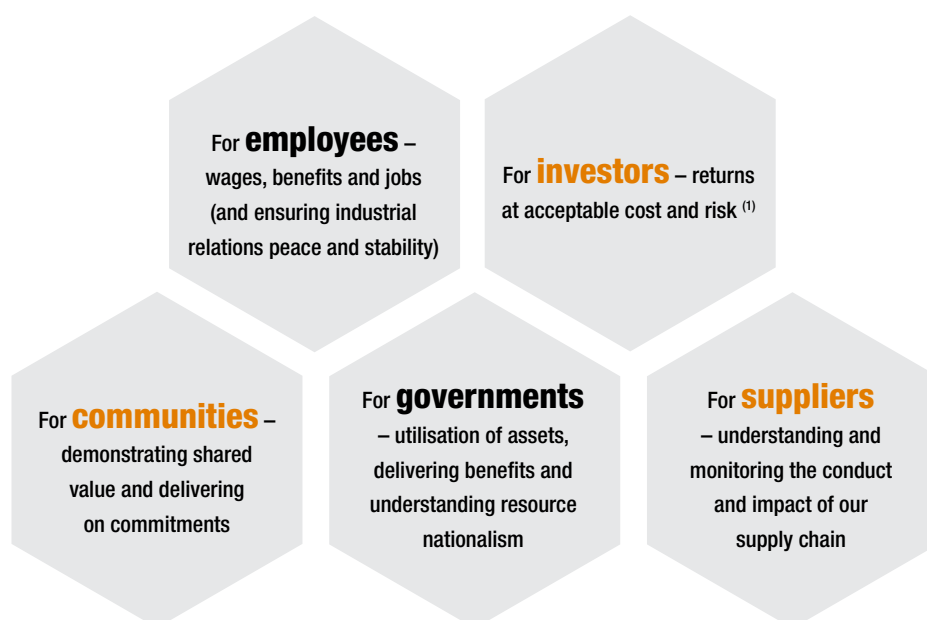 For employees –
wages, benefits and jobs
(and ensuring industrial
relations peace and stability)
For investors – returns
at acceptable cost and risk (1)
For communities –
demonstrating shared
value and delivering
on commitments
For governments
– utilisation of assets,
delivering benefits and
understanding resource
nationalism
For suppliers
– understanding and
monitoring the conduct
and impact of our
supply chain